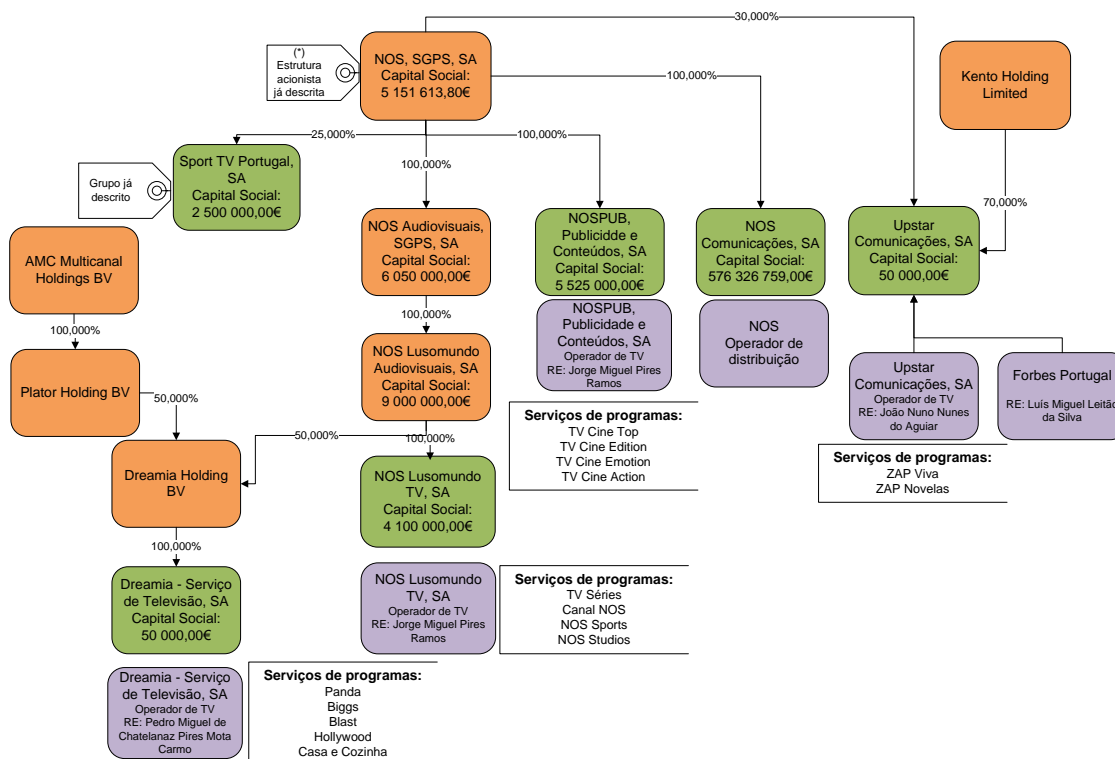 30,000%
(*)
Estrutura
acionista
já descrita
NOS, SGPS, SA
Capital Social:
5 151 613,80€
100,000%
Kento Holding
Limited
25,000%
100,000%
100,000%
70,000%
Grupo já
descrito
Sport TV Portugal,
SA
Capital Social:
2 500 000,00€
AMC Multicanal
Holdings BV
NOS Audiovisuais,
SGPS, SA
Capital Social:
6 050 000,00€
NOSPUB,
Publicidde e
Conteúdos, SA
Capital Social:
5 525 000,00€
NOS
Comunicações, SA
Capital Social:
576 326 759,00€
Upstar
Comunicações, SA
Capital Social:
50 000,00€
100,000%
100,000%
NOSPUB,
Publicidade e
Conteúdos, SA
Operador de TV
RE: Jorge Miguel Pires
Ramos
NOS
Operador de
distribuição
Plator Holding BV
NOS Lusomundo
Audiovisuais, SA
Capital Social:
9 000 000,00€
Upstar
Comunicações, SA
Operador de TV
RE: João Nuno Nunes
do Aguiar
Forbes Portugal
RE: Luís Miguel Leitão
da Silva
50,000%
50,000%
100,000%
Serviços de programas:
TV Cine Top
TV Cine Edition
TV Cine Emotion
TV Cine Action
Serviços de programas:
ZAP Viva
ZAP Novelas
Dreamia Holding
BV
NOS Lusomundo
TV, SA
Capital Social:
4 100 000,00€
100,000%
Dreamia - Serviço
de Televisão, SA
Capital Social:
50 000,00€
NOS Lusomundo
TV, SA
Operador de TV
RE: Jorge Miguel Pires
Ramos
Serviços de programas:
TV Séries
Canal NOS
NOS Sports
NOS Studios
Dreamia - Serviço
de Televisão, SA
Operador de TV
RE: Pedro Miguel de
Chatelanaz Pires Mota
Carmo
Serviços de programas:
Panda
Biggs
Blast
Hollywood
Casa e Cozinha